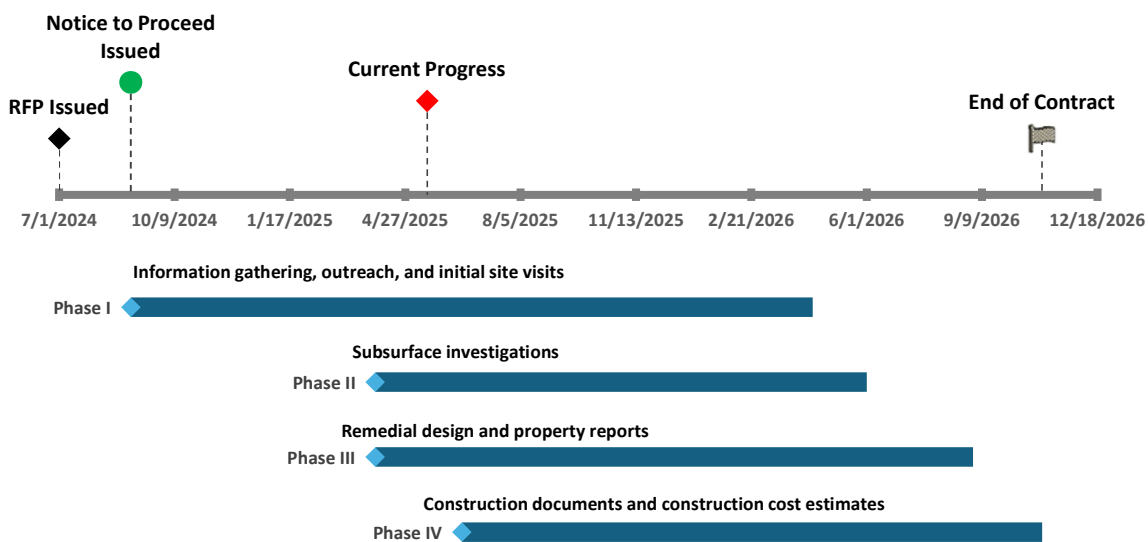 Notice to Proceed
Issued
Current Progress
RFP Issued
End of Contract
7/1/2024
10/9/2024
1/17/2025
4/27/2025
8/5/2025
11/13/2025
2/21/2026
6/1/2026
9/9/2026
12/18/2026
Information gathering, outreach, and initial site visits
Phase I
Subsurface investigations
Phase II
Remedial design and property reports
Phase III
Construction documents and construction cost estimates
Phase IV